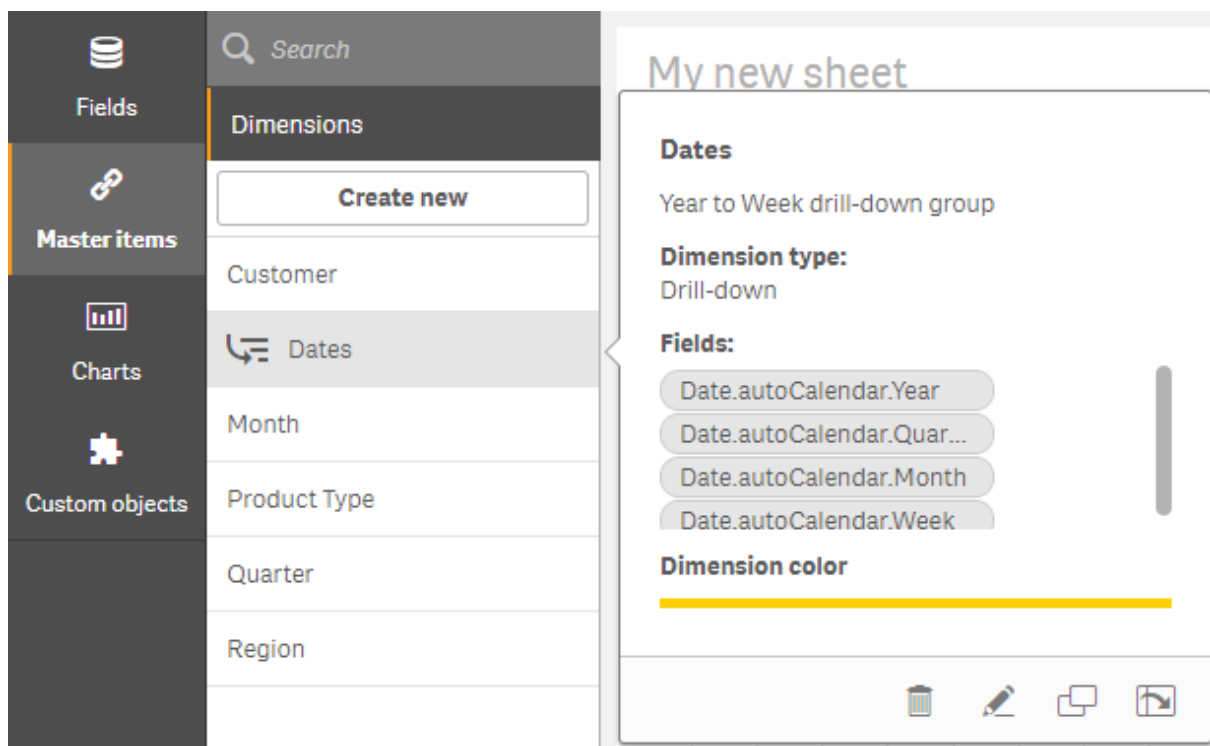 Fields
Master items
Charts
Custom objects
Search
Dimensions
Create new
Customer
Dates
Month
Product Type
Quarter
Region
My new sheet
Dates
Year to Week drill-down group
Dimension type:
Drill-down
Fields:
Date.autoCalendar.Year
Date.autoCalendar.Quar...
Date.autoCalendar.Month
Date.autoCalendar.Week
Dimension color